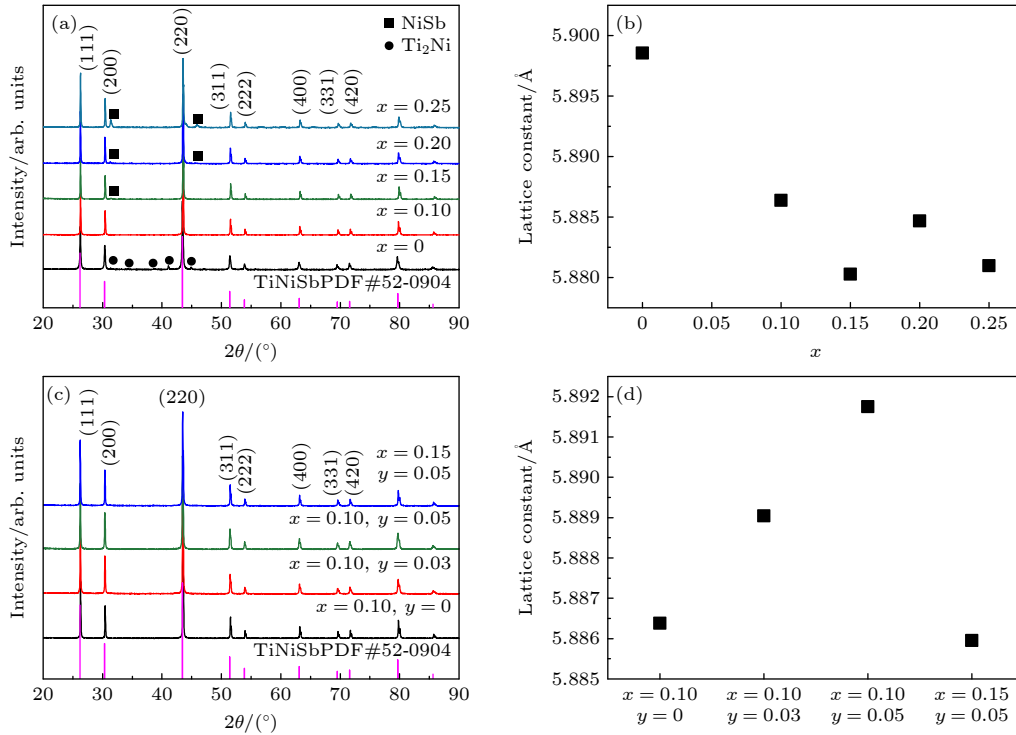 (a)
■ NiSb
● Ti₂Ni
(111)
(200)
(220)
(311)
(222)
(400)
(331)
(420)
x = 0.25
x = 0.20
x = 0.15
x = 0.10
x = 0
TiNiSbPDF#52-0904
Intensity/arb. units
20 30 40 50 60 70 80 90
2θ/(°)
(b)
5.900
5.895
5.890
5.885
5.880
Lattice constant/Å
0 0.05 0.10 0.15 0.20 0.25
x
(c)
(111)
(200)
(220)
(311)
(222)
(400)
(331)
(420)
x = 0.15
y = 0.05
x = 0.10, y = 0.05
x = 0.10, y = 0.03
x = 0.10, y = 0
TiNiSbPDF#52-0904
Intensity/arb. units
20 30 40 50 60 70 80 90
2θ/(°)
(d)
5.892
5.891
5.890
5.889
5.888
5.887
5.886
5.885
Lattice constant/Å
x = 0.10 x = 0.10 x = 0.10 x = 0.15
y = 0 y = 0.03 y = 0.05 y = 0.05